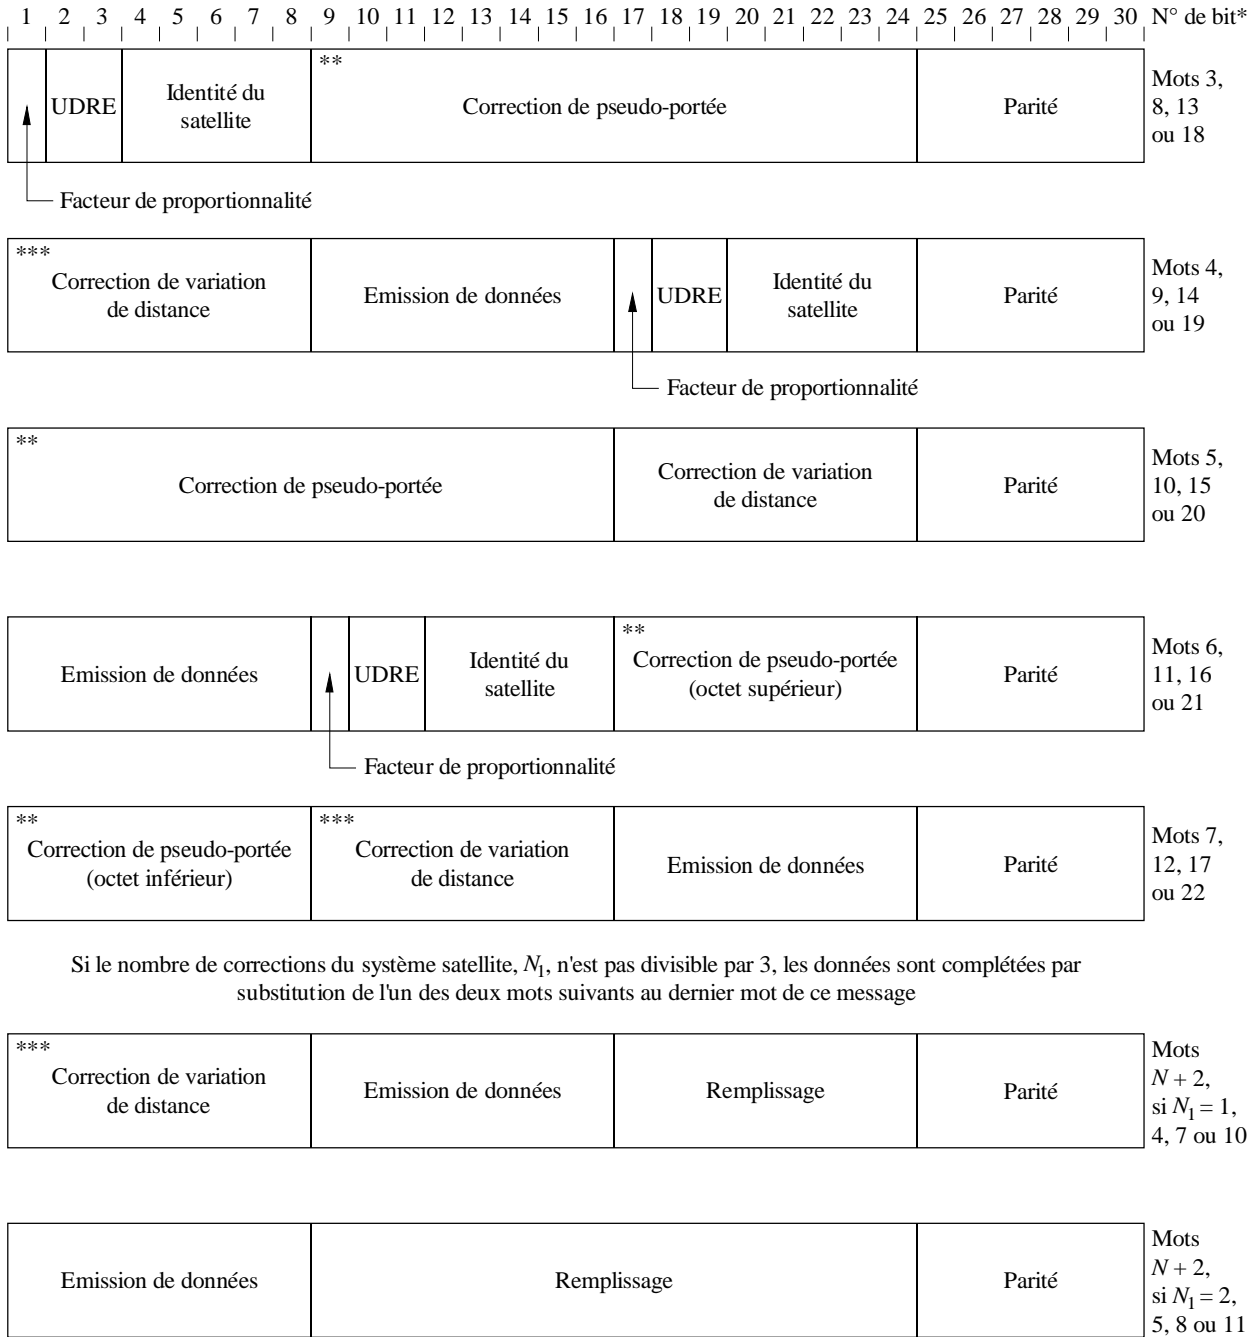 1 2 3 4 5 6 7 8 9 10 11 12 13 14 15 16 17 18 19 20 21 22 23 24 25 26 27 28 29 30 N° de bit*
UDRE
Identité du
satellite
**
Correction de pseudo-portée
Parité
Mots 3,
8, 13
ou 18
Facteur de proportionnalité
***
Correction de variation
de distance
Emission de données
UDRE
Identité du
satellite
Parité
Mots 4,
9, 14
ou 19
Facteur de proportionnalité
**
Correction de pseudo-portée
Correction de variation
de distance
Parité
Mots 5,
10, 15
ou 20
Emission de données
UDRE
Identité du
satellite
**
Correction de pseudo-portée
(octet supérieur)
Parité
Mots 6,
11, 16
ou 21
Facteur de proportionnalité
**
Correction de pseudo-portée
(octet inférieur)
***
Correction de variation
de distance
Emission de données
Parité
Mots 7,
12, 17
ou 22
Si le nombre de corrections du système satellite, N1, n'est pas divisible par 3, les données sont complétées par
substitution de l'un des deux mots suivants au dernier mot de ce message
***
Correction de variation
de distance
Emission de données
Remplissage
Parité
Mots
N + 2,
si N1 = 1,
4, 7 ou 10
Emission de données
Remplissage
Parité
Mots
N + 2,
si N1 = 2,
5, 8 ou 11